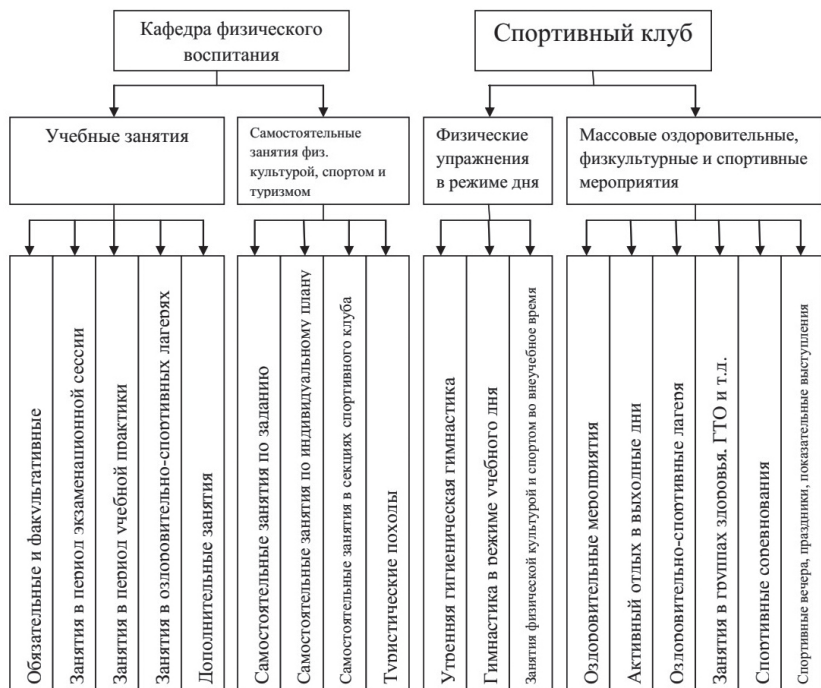 Кафедра физического
воспитания
Спортивный клуб
Учебные занятия
Самостоятельные
занятия физ.
культурой, спортом и
туризмом
Физические
упражнения
в режиме дня
Массовые оздоровительные,
физкультурные и спортивные
мероприятия
Обязательные и факультативные
Занятия в период экзаменационной сессии
Занятия в период учебной практики
Занятия в оздоровительно-спортивных лагерях
Дополнительные занятия
Самостоятельные занятия по заданию
Самостоятельные занятия по индивидуальному плану
Самостоятельные занятия в секциях спортивного клуба
Туристические походы
Утренняя гигиеническая гимнастика
Гимнастика в режиме учебного дня
Занятия физической культурой и спортом во внеучебное время
Оздоровительные мероприятия
Активный отдых в выходные дни
Оздоровительно-спортивные лагеря
Занятия в группах здоровья, ГТО и т.д.
Спортивные соревнования
Спортивные вечера, праздники, показательные выступления